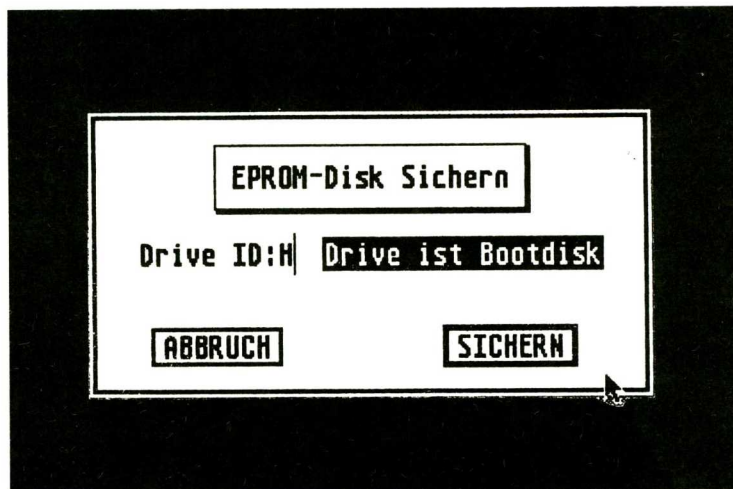 EPROM-Disk Sichern
Drive ID:H Drive ist Bootdisk
ABBRUCH SICHERN